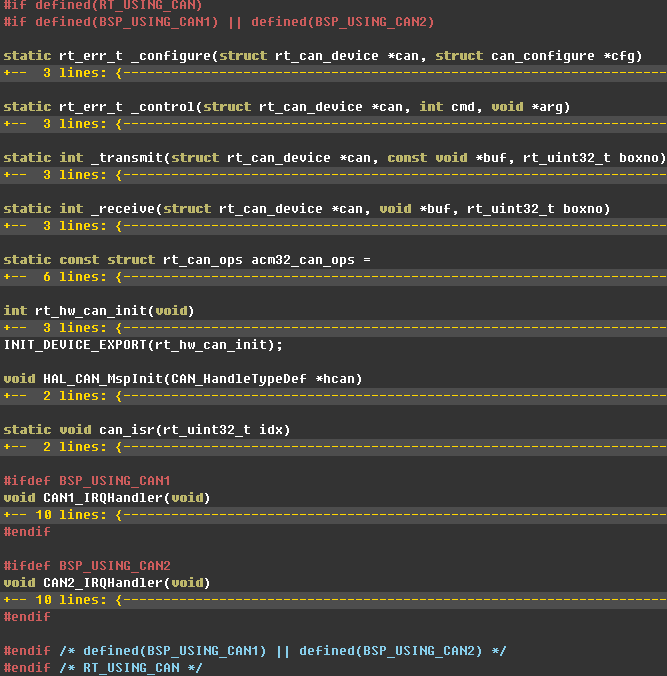 #if defined(RT_USING_CAN)
#if defined(BSP_USING_CAN1) || defined(BSP_USING_CAN2)
static rt_err_t _configure(struct rt_can_device *can, struct can_configure *cfg)
+--  3 lines: {-------------------------------------------------------------------
static rt_err_t _control(struct rt_can_device *can, int cmd, void *arg)
+--  3 lines: {-------------------------------------------------------------------
static int _transmit(struct rt_can_device *can, const void *buf, rt_uint32_t boxno)
+--  3 lines: {-------------------------------------------------------------------
static int _receive(struct rt_can_device *can, void *buf, rt_uint32_t boxno)
+--  3 lines: {-------------------------------------------------------------------
static const struct rt_can_ops acm32_can_ops =
+--  6 lines: {-------------------------------------------------------------------
int rt_hw_can_init(void)
+--  3 lines: {-------------------------------------------------------------------
INIT_DEVICE_EXPORT(rt_hw_can_init);
void HAL_CAN_MspInit(CAN_HandleTypeDef *hcan)
+--  2 lines: {-------------------------------------------------------------------
static void can_isr(rt_uint32_t idx)
+--  2 lines: {-------------------------------------------------------------------
#ifdef BSP_USING_CAN1
void CAN1_IRQHandler(void)
+-- 10 lines: {-------------------------------------------------------------------
#endif
#ifdef BSP_USING_CAN2
void CAN2_IRQHandler(void)
+-- 10 lines: {-------------------------------------------------------------------
#endif
#endif /* defined(BSP_USING_CAN1) || defined(BSP_USING_CAN2) */
#endif /* RT_USING_CAN */